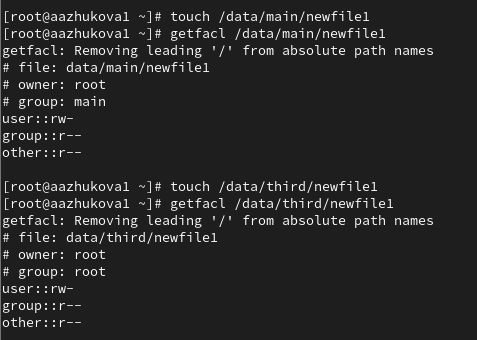 [root@aazhukova1 ~]# touch /data/main/newfile1
[root@aazhukova1 ~]# getfacl /data/main/newfile1
getfacl: Removing leading '/' from absolute path names
# file: data/main/newfile1
# owner: root
# group: main
user::rw-
group::r--
other::r--
[root@aazhukova1 ~]# touch /data/third/newfile1
[root@aazhukova1 ~]# getfacl /data/third/newfile1
getfacl: Removing leading '/' from absolute path names
# file: data/third/newfile1
# owner: root
# group: root
user::rw-
group::r--
other::r--